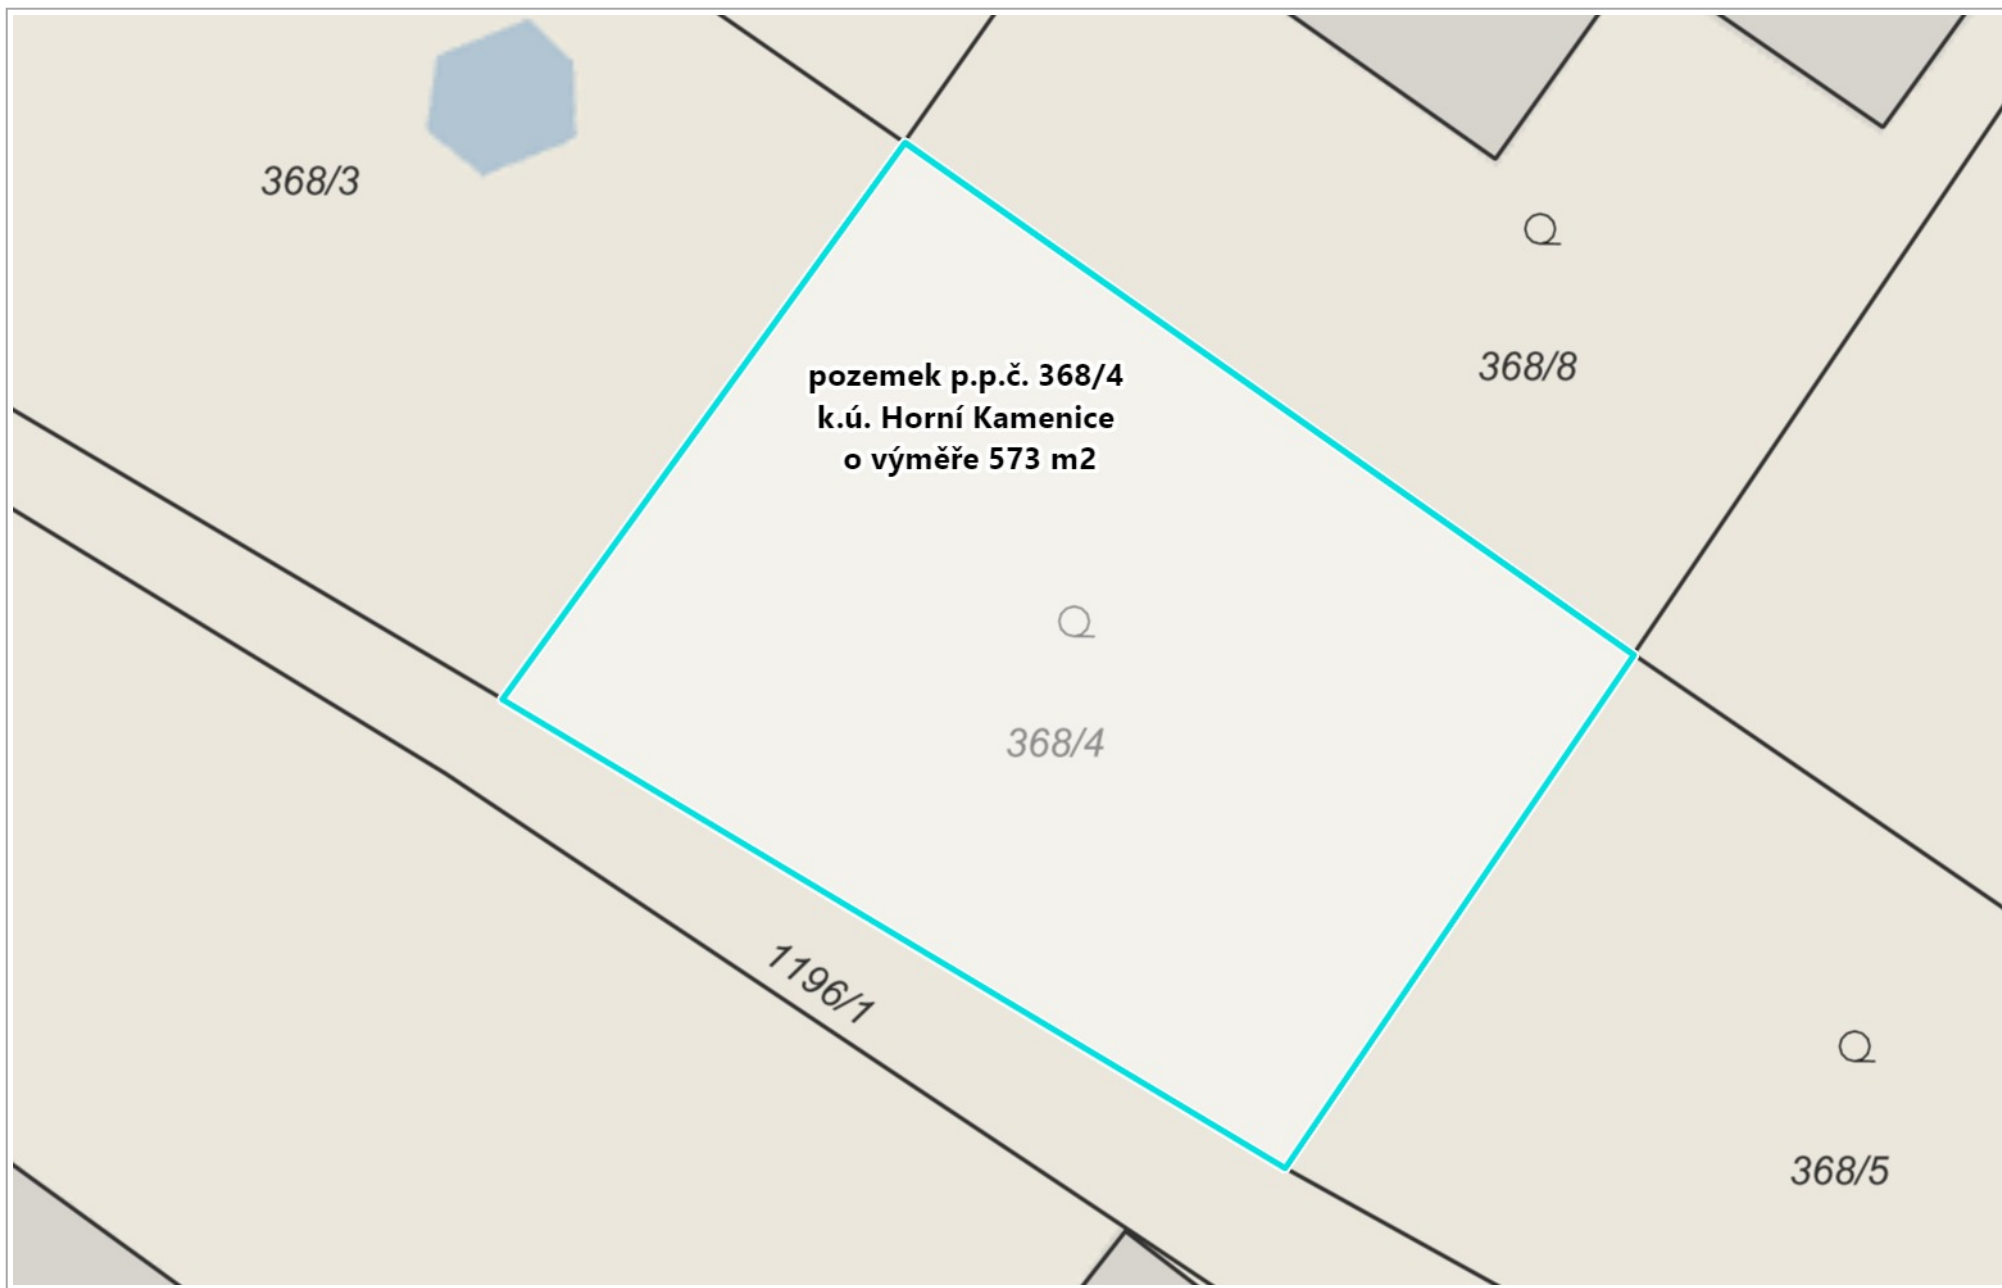 368/3
368/8
pozemek p.p.č. 368/4
k.ú. Horní Kamenice
o výměře 573 m2
368/4
1196/1
368/5